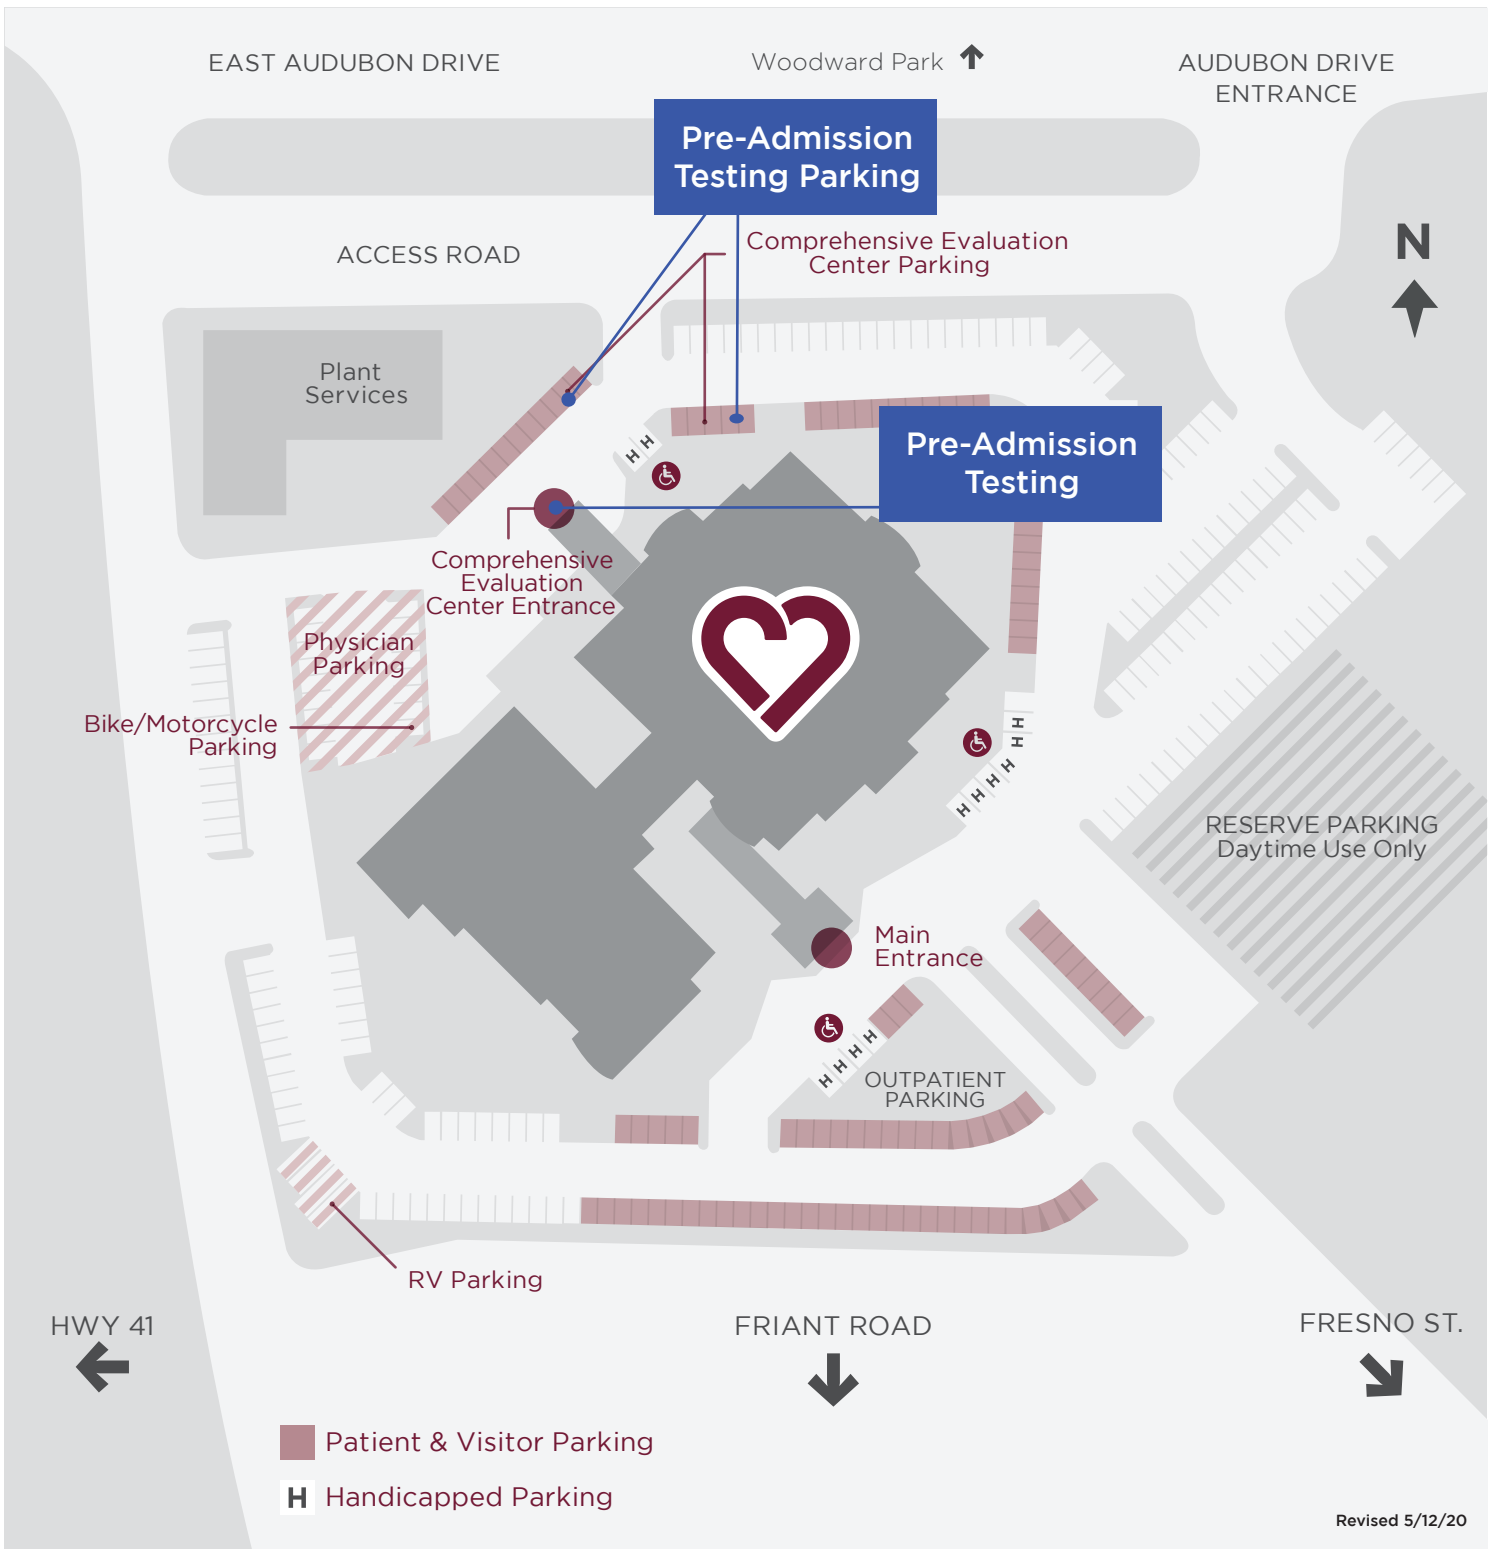 EAST AUDUBON DRIVE
Woodward Park
AUDUBON DRIVE
ENTRANCE
Pre-Admission
Testing Parking
Comprehensive Evaluation
Center Parking
ACCESS ROAD
N
Plant
Services
Pre-Admission
Testing
H H
Comprehensive
Evaluation
Center Entrance
Physician
Parking
Bike/Motorcycle
Parking
H
H
H
H
H
H
RESERVE PARKING
Daytime Use Only
Main
Entrance
H
H
H
H
OUTPATIENT
PARKING
RV Parking
HWY 41
FRIANT ROAD
FRESNO ST.
Patient & Visitor Parking
H Handicapped Parking
Revised 5/12/20